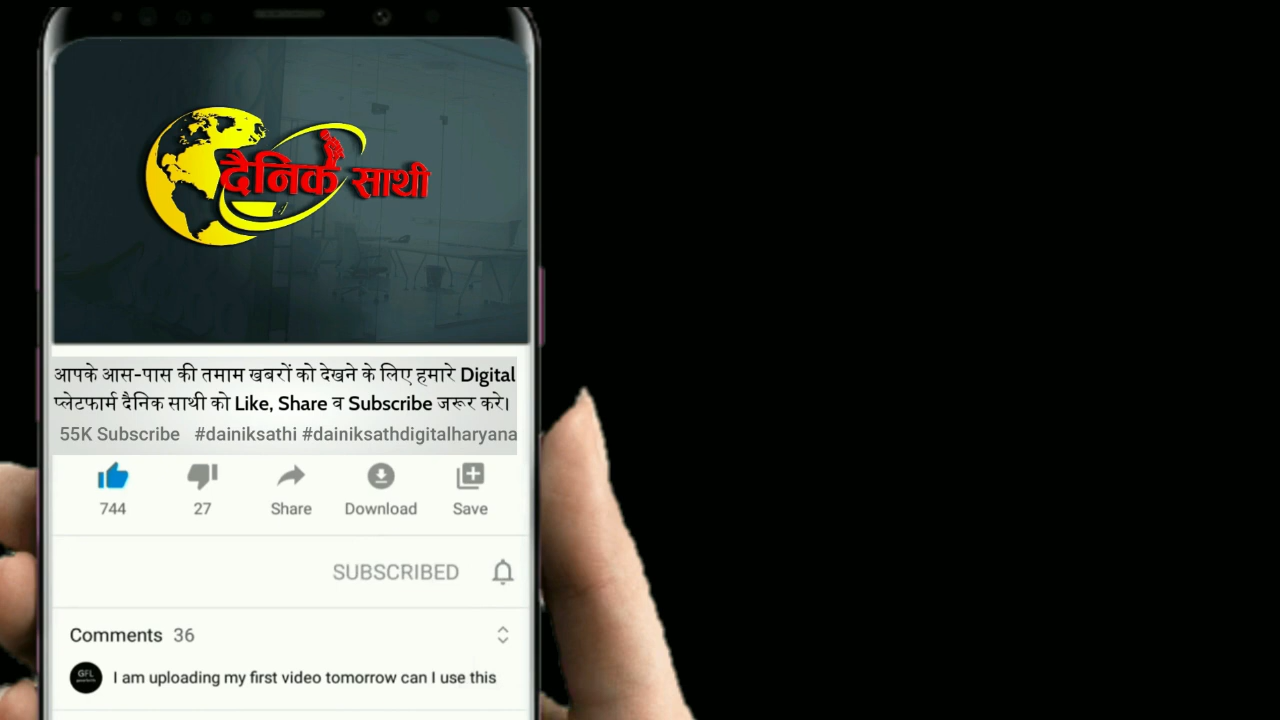 दैनिक साथी
आपके आस-पास की तमाम खबरों को देखने के लिए हमारे Digital
प्लेटफार्म दैनिक साथी को Like, Share व Subscribe जरूर करे।
55K Subscribe #dainiksathi #dainiksathdigitalharyana
744 27 Share Download Save
SUBSCRIBED
Comments 36
GFL
I am uploading my first video tomorrow can I use this